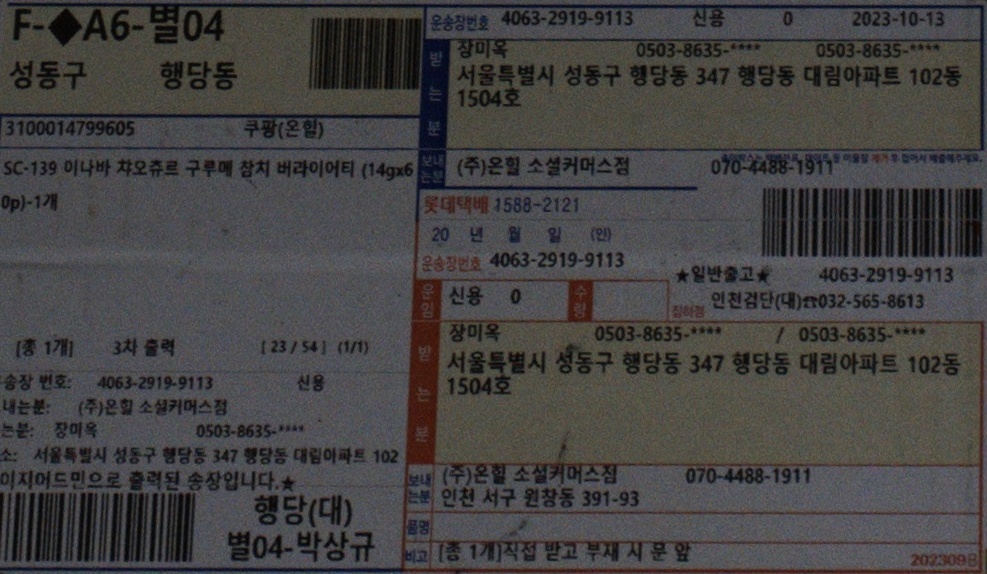 F-◆A6-별04
성동구 행당동
3100014799605 쿠팡(온힐)
SC-139 이나바 챠오츄르 구루메 참치 버라이어티 (14gx6
0p)-1개
[총 1개] 3차 출력 [ 23 / 54 ] (1/1)
송장 번호: 4063-2919-9113 신용
내는분: (주)온힐 소셜커머스점
는분: 장미옥 0503-8635-****
소: 서울특별시 성동구 행당동 347 행당동 대림아파트 102
이지어드민으로 출력된 송장입니다.★
행당(대)
별04-박상규
운송장번호 4063-2919-9113 신용 0 2023-10-13
받는분
장미옥 0503-8635-**** 0503-8635-****
서울특별시 성동구 행당동 347 행당동 대림아파트 102동
1504호
보내는분 (주)온힐 소셜커머스점 070-4488-1911
롯데택배 1588-2121
20 년 월 일 (인)
운송장번호 4063-2919-9113
★일반출고★ 4063-2919-9113
운임 신용 0 수량
집하점 인천검단(대)☎032-565-8613
받는분
장미옥 0503-8635-**** / 0503-8635-****
서울특별시 성동구 행당동 347 행당동 대림아파트 102동
1504호
보내는분 (주)온힐 소셜커머스점 070-4488-1911
인천 서구 원창동 391-93
물명
비고 [총 1개]직접 받고 부재 시 문 앞
202309B